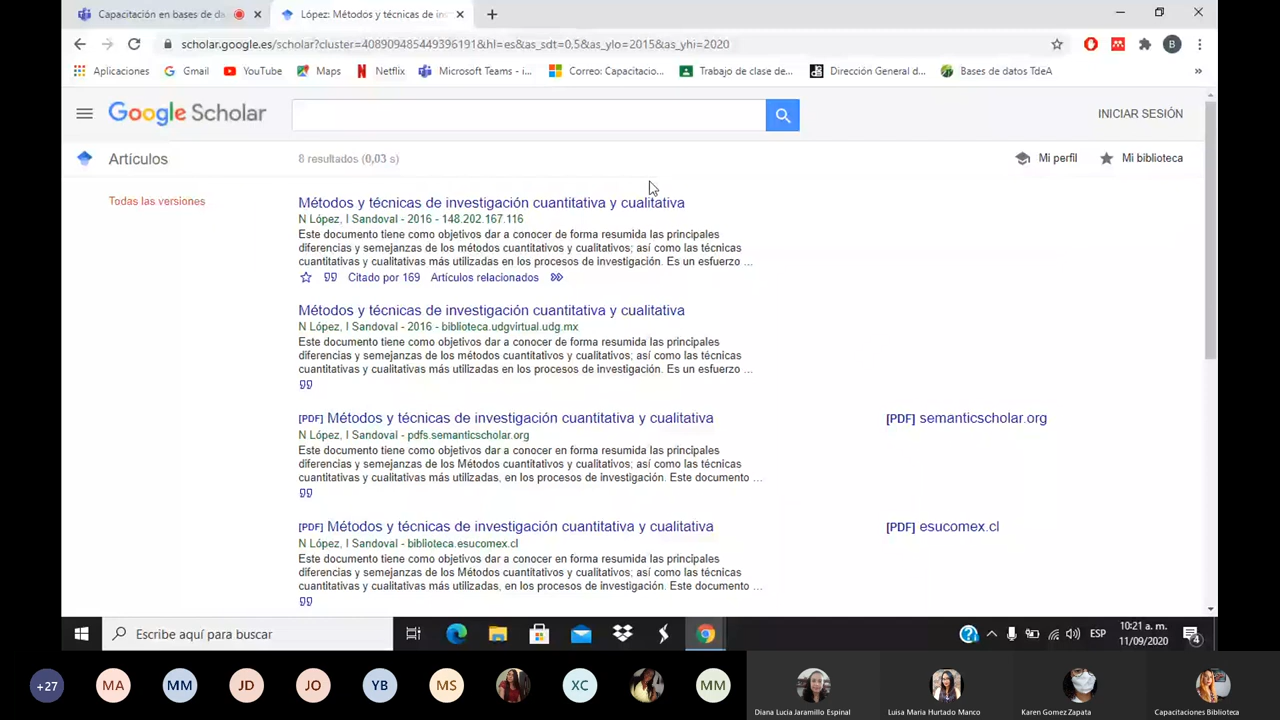 Capacitación en bases de da
López: Métodos y técnicas de in
scholar.google.es/scholar?cluster=4089094854493961​91&hl=es&as_sdt=0,5&as_ylo=2015&as_yhi=2020
B
Aplicaciones
Gmail
YouTube
Maps
Netflix
Microsoft Teams - i...
Correo: Capacitacio...
Trabajo de clase de...
Dirección General d...
Bases de datos TdeA
»
Google Scholar
INICIAR SESIÓN
Artículos
8 resultados (0,03 s)
Mi perfil
Mi biblioteca
Todas las versiones
Métodos y técnicas de investigación cuantitativa y cualitativa
N López, I Sandoval - 2016 - 148.202.167.116
Este documento tiene como objetivos dar a conocer de forma resumida las principales
diferencias y semejanzas de los métodos cuantitativos y cualitativos; así como las técnicas
cuantitativas y cualitativas más utilizadas en los procesos de investigación. Es un esfuerzo ...
Citado por 169 Artículos relacionados
Métodos y técnicas de investigación cuantitativa y cualitativa
N López, I Sandoval - 2016 - biblioteca.udgvirtual.udg.mx
Este documento tiene como objetivos dar a conocer de forma resumida las principales
diferencias y semejanzas de los métodos cuantitativos y cualitativos; así como las técnicas
cuantitativas y cualitativas más utilizadas en los procesos de investigación. Es un esfuerzo ...
[PDF] Métodos y técnicas de investigación cuantitativa y cualitativa
[PDF] semanticscholar.org
N López, I Sandoval - pdfs.semanticscholar.org
Este documento tiene como objetivos dar a conocer en forma resumida las principales
diferencias y semejanzas de los Métodos cuantitativos y cualitativos; así como las técnicas
cuantitativas y cualitativas más utilizadas, en los procesos de investigación. Este documento ...
[PDF] Métodos y técnicas de investigación cuantitativa y cualitativa
[PDF] esucomex.cl
N López, I Sandoval - biblioteca.esucomex.cl
Este documento tiene como objetivos dar a conocer en forma resumida las principales
diferencias y semejanzas de los Métodos cuantitativos y cualitativos; así como las técnicas
cuantitativas y cualitativas más utilizadas, en los procesos de investigación. Este documento ...
Escribe aquí para buscar
ESP
10:21 a. m.
11/09/2020
4
+27
MA
MM
JD
JO
YB
MS
XC
MM
Diana Lucia Jaramillo Espinal
Luisa Maria Hurtado Manco
Karen Gomez Zapata
Capacitaciones Biblioteca